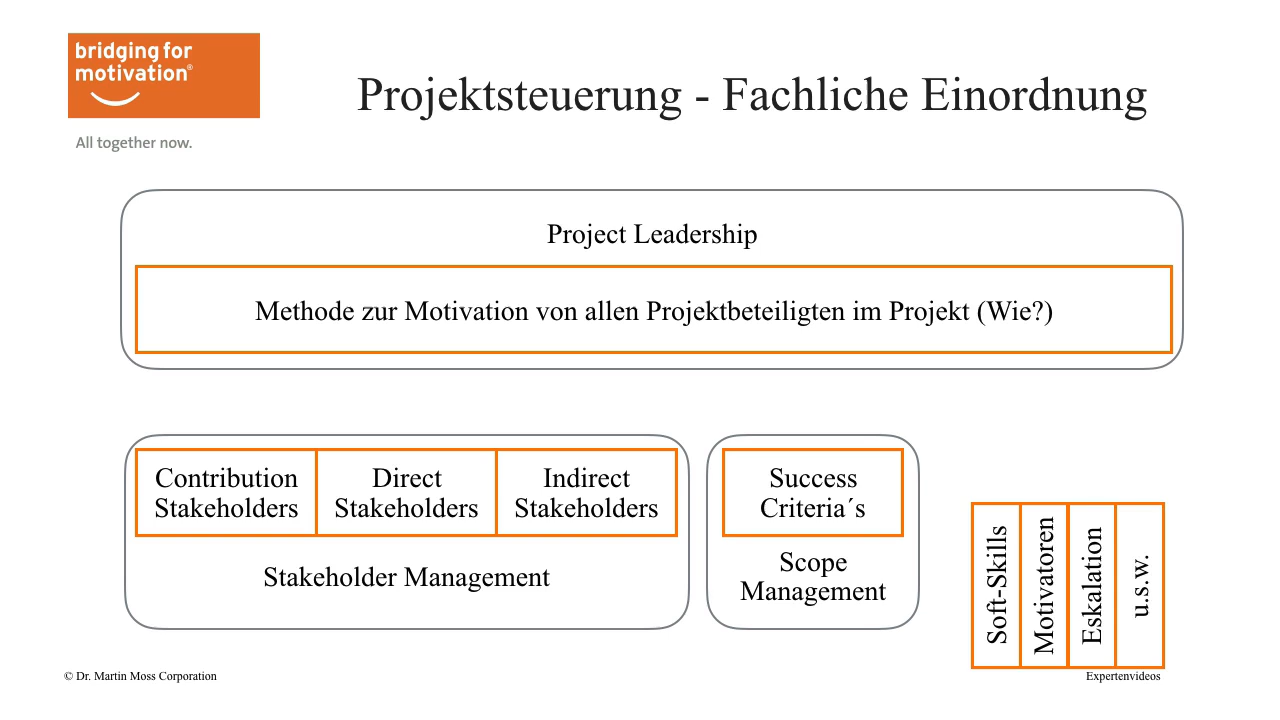 bridging for
motivation®
All together now.
Projektsteuerung - Fachliche Einordnung
Project Leadership
Methode zur Motivation von allen Projektbeteiligten im Projekt (Wie?)
Contribution
Stakeholders
Direct
Stakeholders
Indirect
Stakeholders
Stakeholder Management
Success
Criteria´s
Scope
Management
Soft-Skills
Motivatoren
Eskalation
u.s.w.
© Dr. Martin Moss Corporation
Expertenvideos